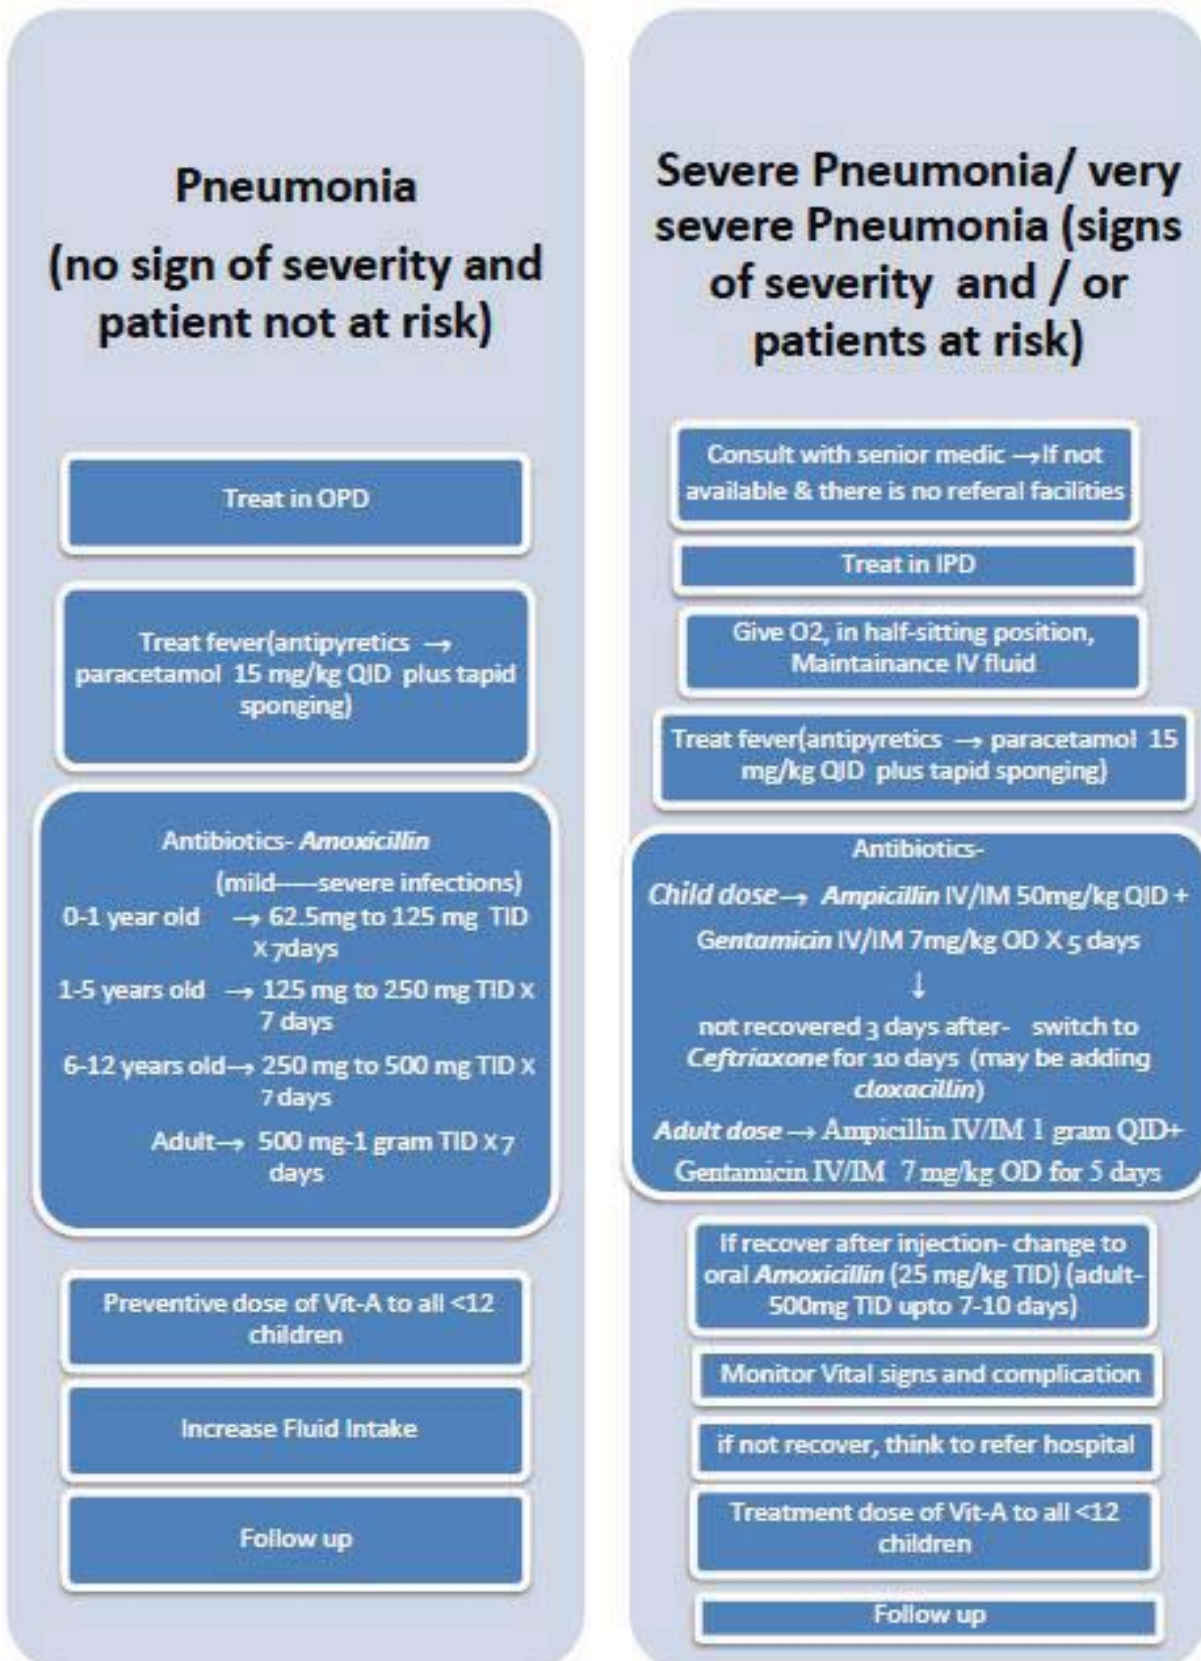 Pneumonia
(no sign of severity and
patient not at risk)
Treat in OPD
Treat fever(antipyretics →
paracetamol 15 mg/kg QID plus tapid
sponging)
Antibiotics- Amoxicillin
(mild-----severe infections)
0-1 year old → 62.5mg to 125 mg TID
X 7days
1-5 years old → 125 mg to 250 mg TID X
7 days
6-12 years old→ 250 mg to 500 mg TID X
7 days
Adult→ 500 mg-1 gram TID X 7
days
Preventive dose of Vit-A to all <12
children
Increase Fluid Intake
Follow up
Severe Pneumonia/ very
severe Pneumonia (signs
of severity and / or
patients at risk)
Consult with senior medic →If not
available & there is no referal facilities
Treat in IPD
Give O2, in half-sitting position,
Maintainance IV fluid
Treat fever(antipyretics → paracetamol 15
mg/kg QID plus tapid sponging)
Antibiotics-
Child dose→ Ampicillin IV/IM 50mg/kg QID +
Gentamicin IV/IM 7mg/kg OD X 5 days
↓
not recovered 3 days after- switch to
Ceftriaxone for 10 days (may be adding
cloxacillin)
Adult dose → Ampicillin IV/IM 1 gram QID+
Gentamicin IV/IM 7 mg/kg OD for 5 days
If recover after injection- change to
oral Amoxicillin (25 mg/kg TID) (adult-
500mg TID upto 7-10 days)
Monitor Vital signs and complication
if not recover, think to refer hospital
Treatment dose of Vit-A to all <12
children
Follow up